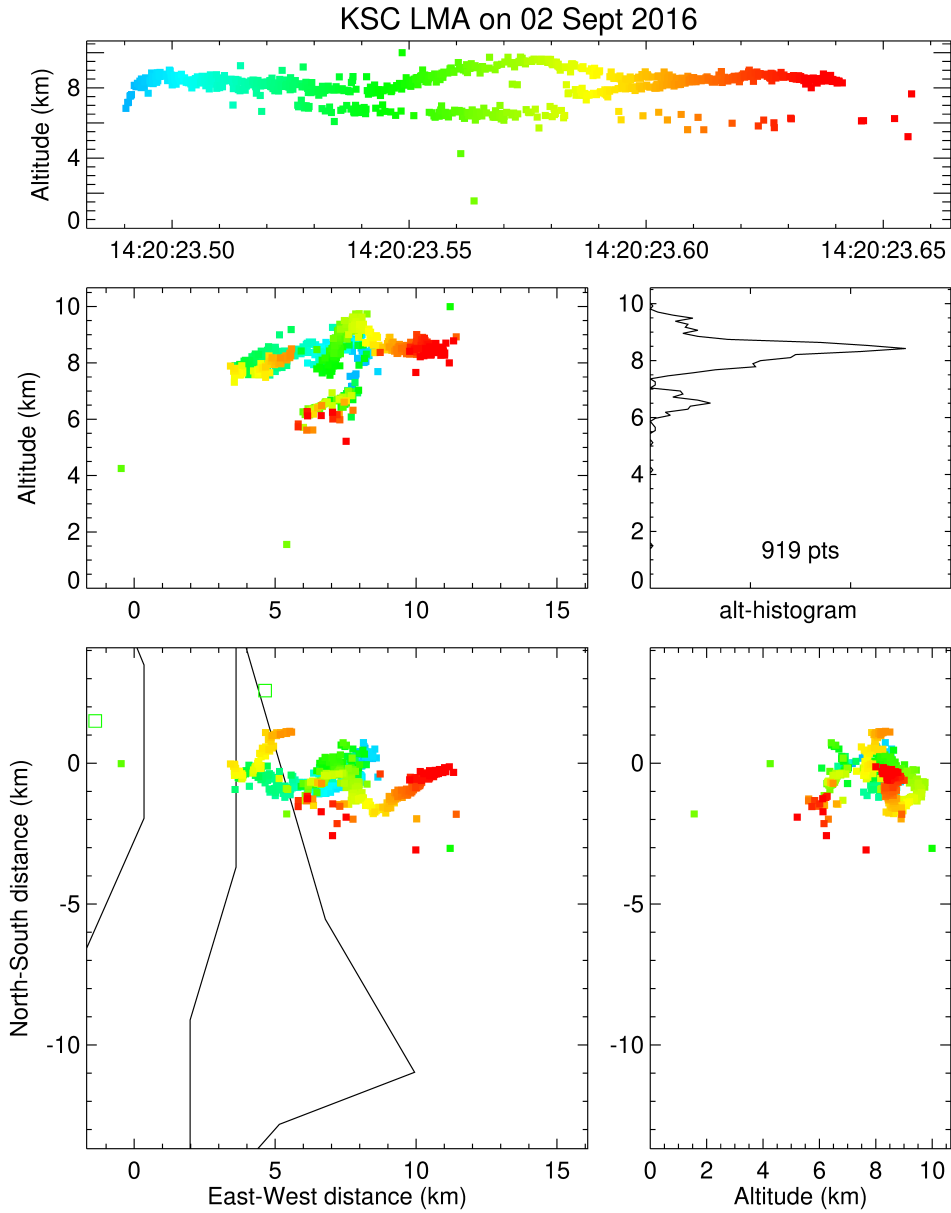 KSC LMA on 02 Sept 2016
Altitude (km)
8
4
0
14:20:23.50 14:20:23.55 14:20:23.60 14:20:23.65
Altitude (km)
10
8
6
4
2
0
0 5 10 15
10
8
6
4
2
0
919 pts
alt-histogram
North-South distance (km)
0
-5
-10
0 5 10 15
East-West distance (km)
0 2 4 6 8 10
Altitude (km)